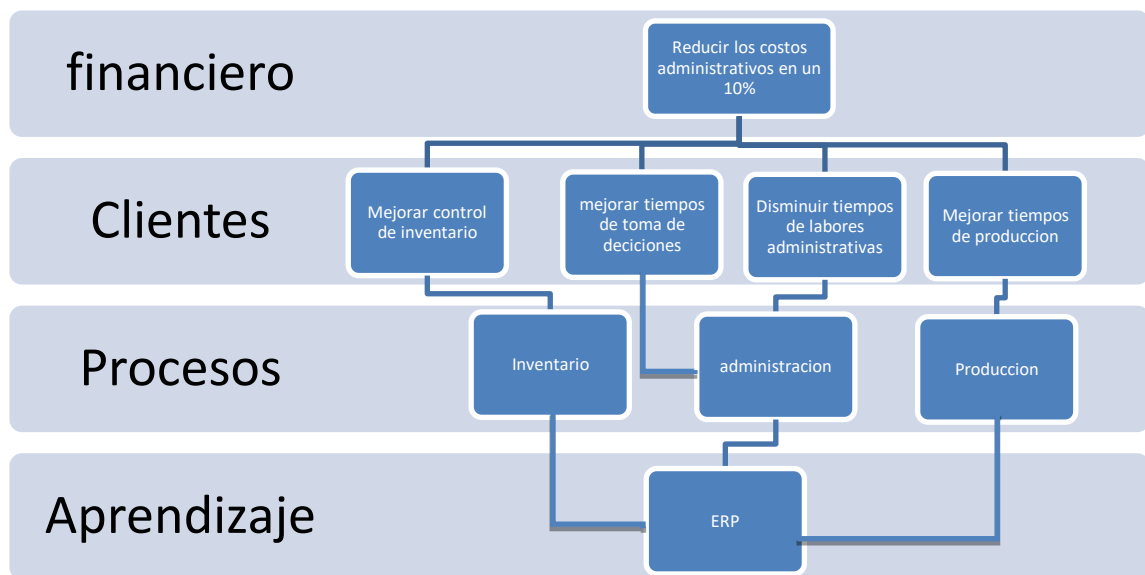 financiero
Reducir los costos
administrativos en un
10%
Clientes
Mejorar control
de inventario
mejorar tiempos
de toma de
deciciones
Disminuir tiempos
de labores
administrativas
Mejorar tiempos
de produccion
Procesos
Inventario
administracion
Produccion
Aprendizaje
ERP